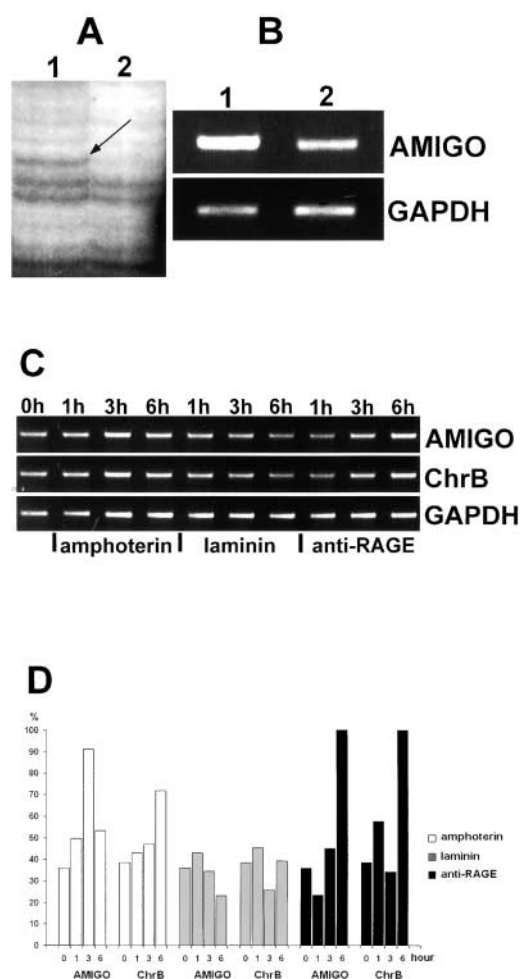 A B
1 2
1 2
AMIGO
GAPDH
C
0h 1h 3h 6h 1h 3h 6h 1h 3h 6h
AMIGO
ChrB
GAPDH
amphoterin laminin anti-RAGE
D
%
100
90
80
70
60
50
40
30
20
10
0
amphoterin
laminin
anti-RAGE
0 1 3 6 0 1 3 6 0 1 3 6 0 1 3 6 0 1 3 6 0 1 3 6 hour
AMIGO ChrB AMIGO ChrB AMIGO ChrB